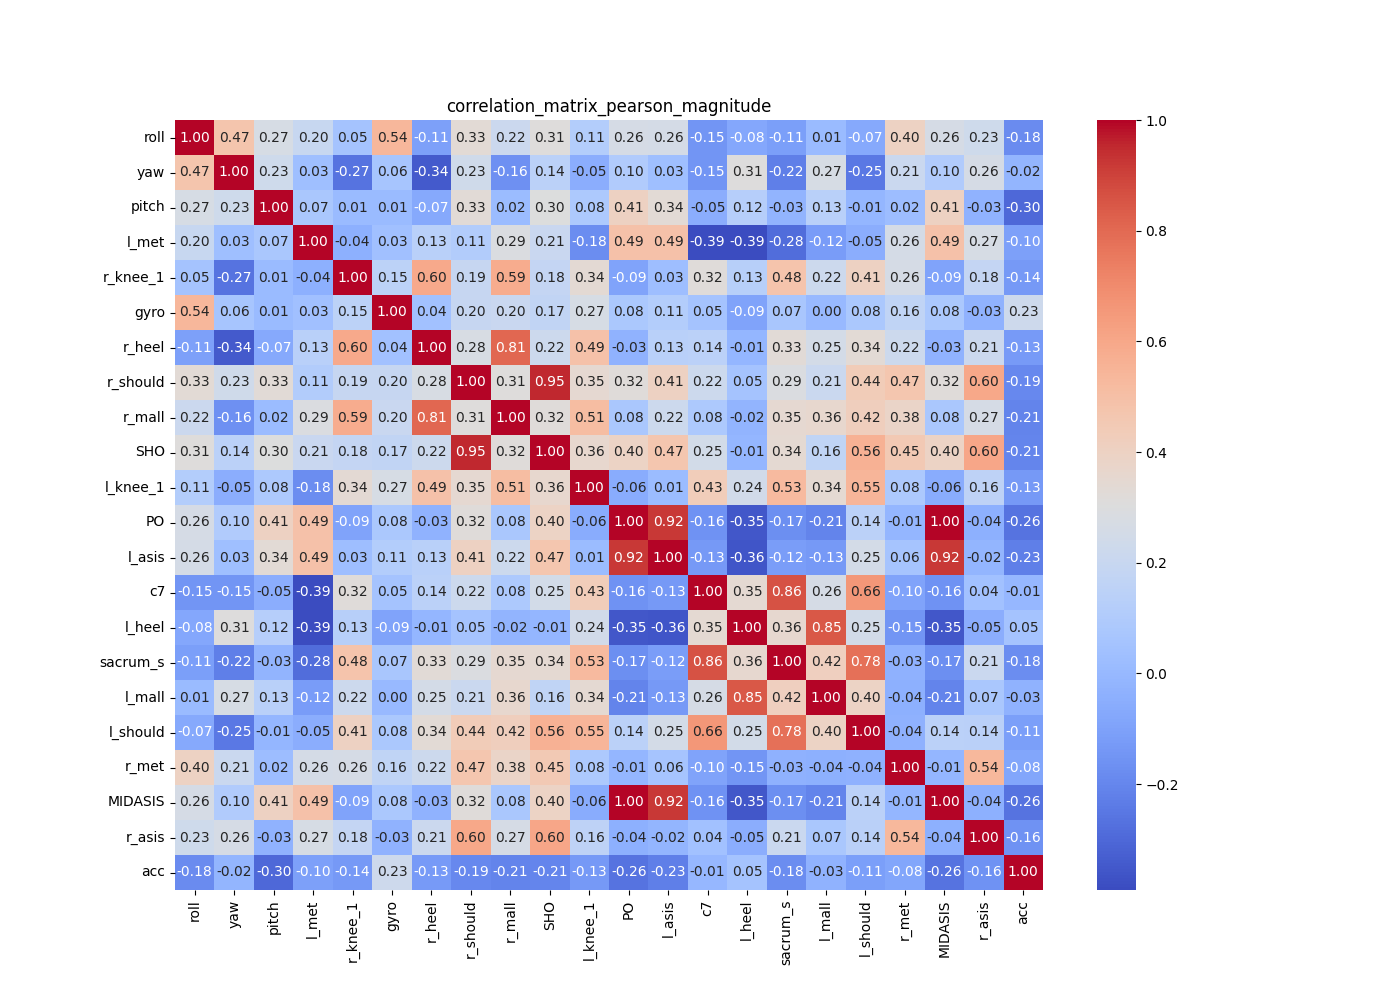 correlation_matrix_pearson_magnitude
roll 1.00 0.47 0.27 0.20 0.05 0.54 -0.11 0.33 0.22 0.31 0.11 0.26 0.26 -0.15 -0.08 -0.11 0.01 -0.07 0.40 0.26 0.23 -0.18
yaw 0.47 1.00 0.23 0.03 -0.27 0.06 -0.34 0.23 -0.16 0.14 -0.05 0.10 0.03 -0.15 0.31 -0.22 0.27 -0.25 0.21 0.10 0.26 -0.02
pitch 0.27 0.23 1.00 0.07 0.01 0.01 -0.07 0.33 0.02 0.30 0.08 0.41 0.34 -0.05 0.12 -0.03 0.13 -0.01 0.02 0.41 -0.03 -0.30
l_met 0.20 0.03 0.07 1.00 -0.04 0.03 0.13 0.11 0.29 0.21 -0.18 0.49 0.49 -0.39 -0.39 -0.28 -0.12 -0.05 0.26 0.49 0.27 -0.10
r_knee_1 0.05 -0.27 0.01 -0.04 1.00 0.15 0.60 0.19 0.59 0.18 0.34 -0.09 0.03 0.32 0.13 0.48 0.22 0.41 0.26 -0.09 0.18 -0.14
gyro 0.54 0.06 0.01 0.03 0.15 1.00 0.04 0.20 0.20 0.17 0.27 0.08 0.11 0.05 -0.09 0.07 0.00 0.08 0.16 0.08 -0.03 0.23
r_heel -0.11 -0.34 -0.07 0.13 0.60 0.04 1.00 0.28 0.81 0.22 0.49 -0.03 0.13 0.14 -0.01 0.33 0.25 0.34 0.22 -0.03 0.21 -0.13
r_should 0.33 0.23 0.33 0.11 0.19 0.20 0.28 1.00 0.31 0.95 0.35 0.32 0.41 0.22 0.05 0.29 0.21 0.44 0.47 0.32 0.60 -0.19
r_mall 0.22 -0.16 0.02 0.29 0.59 0.20 0.81 0.31 1.00 0.32 0.51 0.08 0.22 0.08 -0.02 0.35 0.36 0.42 0.38 0.08 0.27 -0.21
SHO 0.31 0.14 0.30 0.21 0.18 0.17 0.22 0.95 0.32 1.00 0.36 0.40 0.47 0.25 -0.01 0.34 0.16 0.56 0.45 0.40 0.60 -0.21
l_knee_1 0.11 -0.05 0.08 -0.18 0.34 0.27 0.49 0.35 0.51 0.36 1.00 -0.06 0.01 0.43 0.24 0.53 0.34 0.55 0.08 -0.06 0.16 -0.13
PO 0.26 0.10 0.41 0.49 -0.09 0.08 -0.03 0.32 0.08 0.40 -0.06 1.00 0.92 -0.16 -0.35 -0.17 -0.21 0.14 -0.01 1.00 -0.04 -0.26
l_asis 0.26 0.03 0.34 0.49 0.03 0.11 0.13 0.41 0.22 0.47 0.01 0.92 1.00 -0.13 -0.36 -0.12 -0.13 0.25 0.06 0.92 -0.02 -0.23
c7 -0.15 -0.15 -0.05 -0.39 0.32 0.05 0.14 0.22 0.08 0.25 0.43 -0.16 -0.13 1.00 0.35 0.86 0.26 0.66 -0.10 -0.16 0.04 -0.01
l_heel -0.08 0.31 0.12 -0.39 0.13 -0.09 -0.01 0.05 -0.02 -0.01 0.24 -0.35 -0.36 0.35 1.00 0.36 0.85 0.25 -0.15 -0.35 -0.05 0.05
sacrum_s -0.11 -0.22 -0.03 -0.28 0.48 0.07 0.33 0.29 0.35 0.34 0.53 -0.17 -0.12 0.86 0.36 1.00 0.42 0.78 -0.03 -0.17 0.21 -0.18
l_mall 0.01 0.27 0.13 -0.12 0.22 0.00 0.25 0.21 0.36 0.16 0.34 -0.21 -0.13 0.26 0.85 0.42 1.00 0.40 -0.04 -0.21 0.07 -0.03
l_should -0.07 -0.25 -0.01 -0.05 0.41 0.08 0.34 0.44 0.42 0.56 0.55 0.14 0.25 0.66 0.25 0.78 0.40 1.00 -0.04 0.14 0.14 -0.11
r_met 0.40 0.21 0.02 0.26 0.26 0.16 0.22 0.47 0.38 0.45 0.08 -0.01 0.06 -0.10 -0.15 -0.03 -0.04 -0.04 1.00 -0.01 0.54 -0.08
MIDASIS 0.26 0.10 0.41 0.49 -0.09 0.08 -0.03 0.32 0.08 0.40 -0.06 1.00 0.92 -0.16 -0.35 -0.17 -0.21 0.14 -0.01 1.00 -0.04 -0.26
r_asis 0.23 0.26 -0.03 0.27 0.18 -0.03 0.21 0.60 0.27 0.60 0.16 -0.04 -0.02 0.04 -0.05 0.21 0.07 0.14 0.54 -0.04 1.00 -0.16
acc -0.18 -0.02 -0.30 -0.10 -0.14 0.23 -0.13 -0.19 -0.21 -0.21 -0.13 -0.26 -0.23 -0.01 0.05 -0.18 -0.03 -0.11 -0.08 -0.26 -0.16 1.00
roll yaw pitch l_met r_knee_1 gyro r_heel r_should r_mall SHO l_knee_1 PO l_asis c7 l_heel sacrum_s l_mall l_should r_met MIDASIS r_asis acc
1.0
0.8
0.6
0.4
0.2
0.0
−0.2